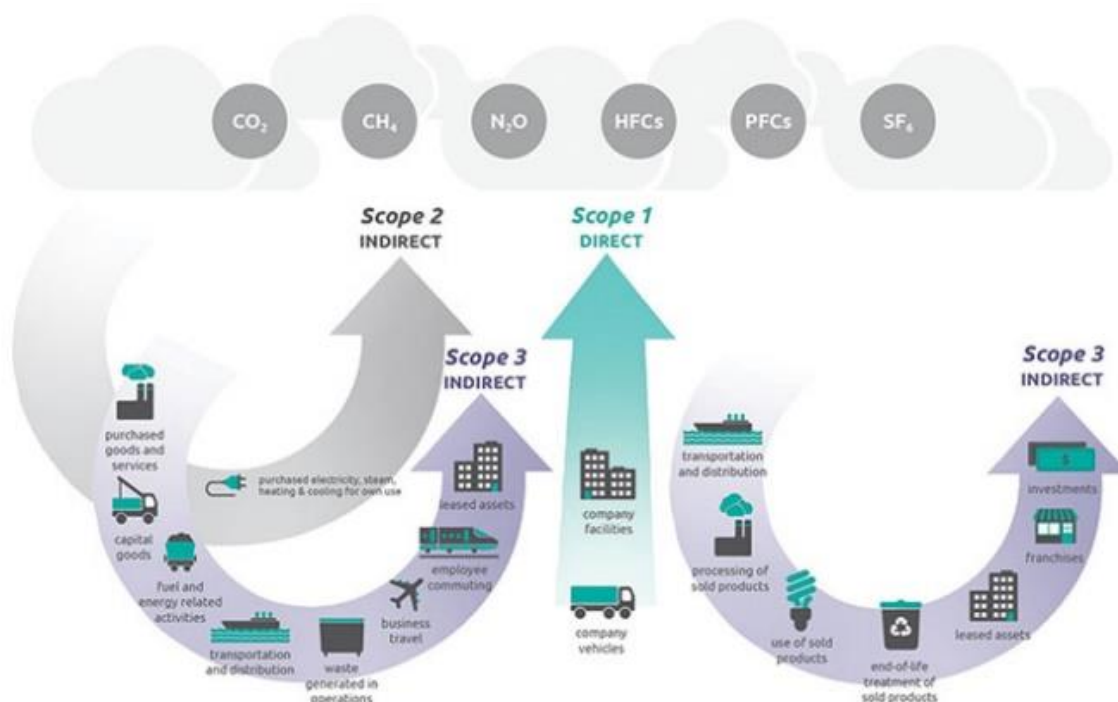 CO₂
CH₄
N₂O
HFCs
PFCs
SF₆
Scope 2
INDIRECT
Scope 1
DIRECT
Scope 3
INDIRECT
Scope 3
INDIRECT
purchased
goods and
services
capital
goods
fuel and
energy related
activities
transportation
and distribution
waste
generated in
operations
business
travel
employee
commuting
leased assets
purchased electricity, steam,
heating & cooling for own use
company
facilities
company
vehicles
transportation
and distribution
processing of
sold products
use of sold
products
end-of-life
treatment of
sold products
leased assets
franchises
$
investments